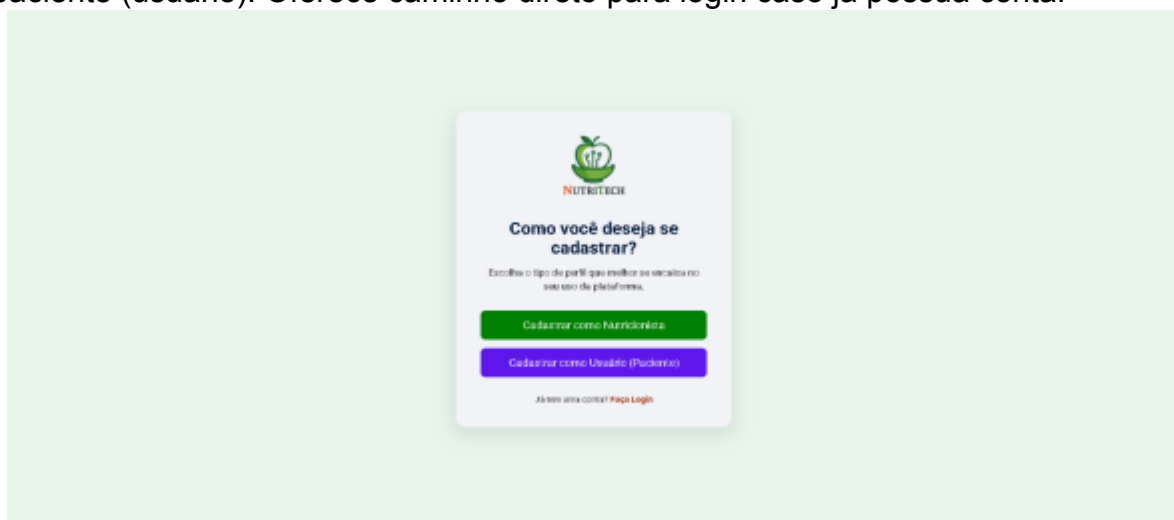 paciente (usuário). Oferece caminho direto para login caso já possua conta.
NUTRITECH
Como você deseja se
cadastrar?
Escolha o tipo de perfil que melhor se encaixa no
seu uso da plataforma.
Cadastrar como Nutricionista
Cadastrar como Usuário (Paciente)
Já tem uma conta? Faça Login